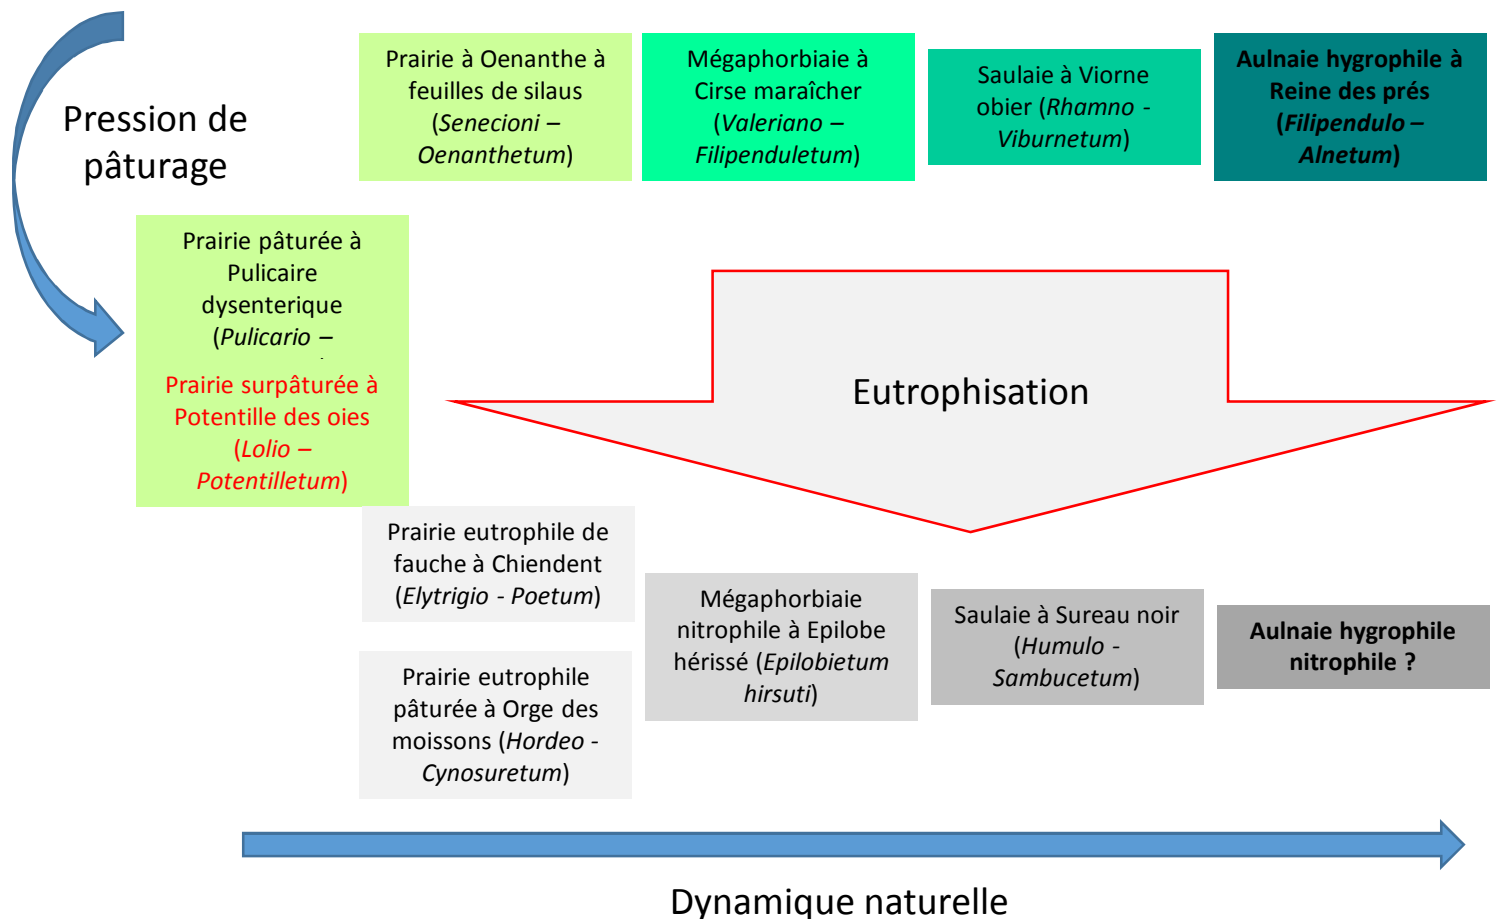 Pression de
pâturage
Prairie à Oenanthe à
feuilles de silaus
(Senecioni –
Oenanthetum)
Mégaphorbiaie à
Cirse maraîcher
(Valeriano –
Filipenduletum)
Saulaie à Viorne
obier (Rhamno -
Viburnetum)
Aulnaie hygrophile à
Reine des prés
(Filipendulo –
Alnetum)
Prairie pâturée à
Pulicaire
dysenterique
(Pulicario –
Prairie surpâturée à
Potentille des oies
(Lolio –
Potentilletum)
Eutrophisation
Prairie eutrophile de
fauche à Chiendent
(Elytrigio - Poetum)
Prairie eutrophile
pâturée à Orge des
moissons (Hordeo -
Cynosuretum)
Mégaphorbiaie
nitrophile à Epilobe
hérissé (Epilobietum
hirsuti)
Saulaie à Sureau noir
(Humulo -
Sambucetum)
Aulnaie hygrophile
nitrophile ?
Dynamique naturelle